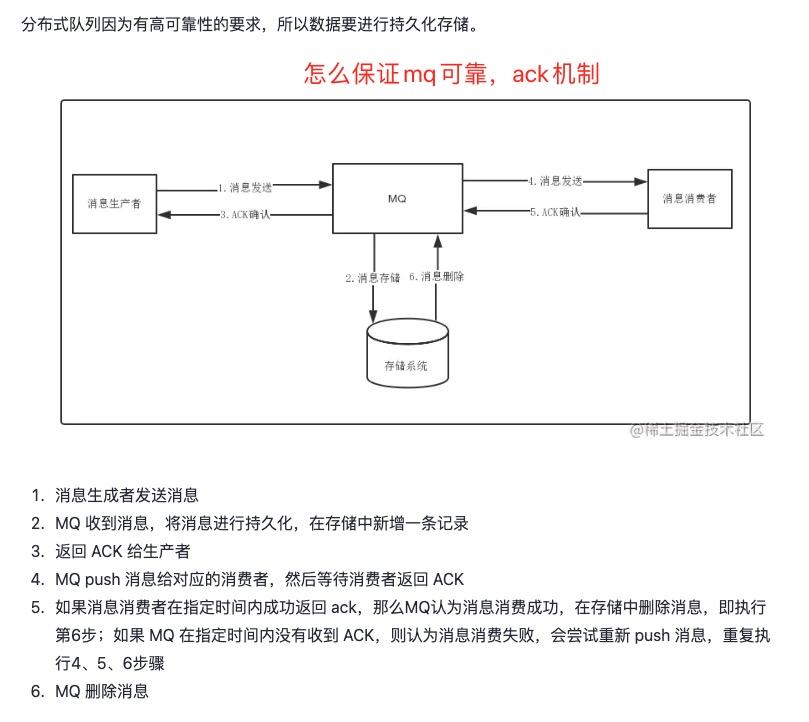 分布式队列因为有高可靠性的要求，所以数据要进行持久化存储。
怎么保证mq可靠，ack机制
消息生产者
1.消息发送
3.ACK确认
MQ
4.消息发送
5.ACK确认
消息消费者
2.消息存储
6.消息删除
存储系统
@稀土掘金技术社区
1. 消息生成者发送消息
2. MQ 收到消息，将消息进行持久化，在存储中新增一条记录
3. 返回 ACK 给生产者
4. MQ push 消息给对应的消费者，然后等待消费者返回 ACK
5. 如果消息消费者在指定时间内成功返回 ack，那么MQ认为消息消费成功，在存储中删除消息，即执行
第6步；如果 MQ 在指定时间内没有收到 ACK，则认为消息消费失败，会尝试重新 push 消息，重复执
行4、5、6步骤
6. MQ 删除消息